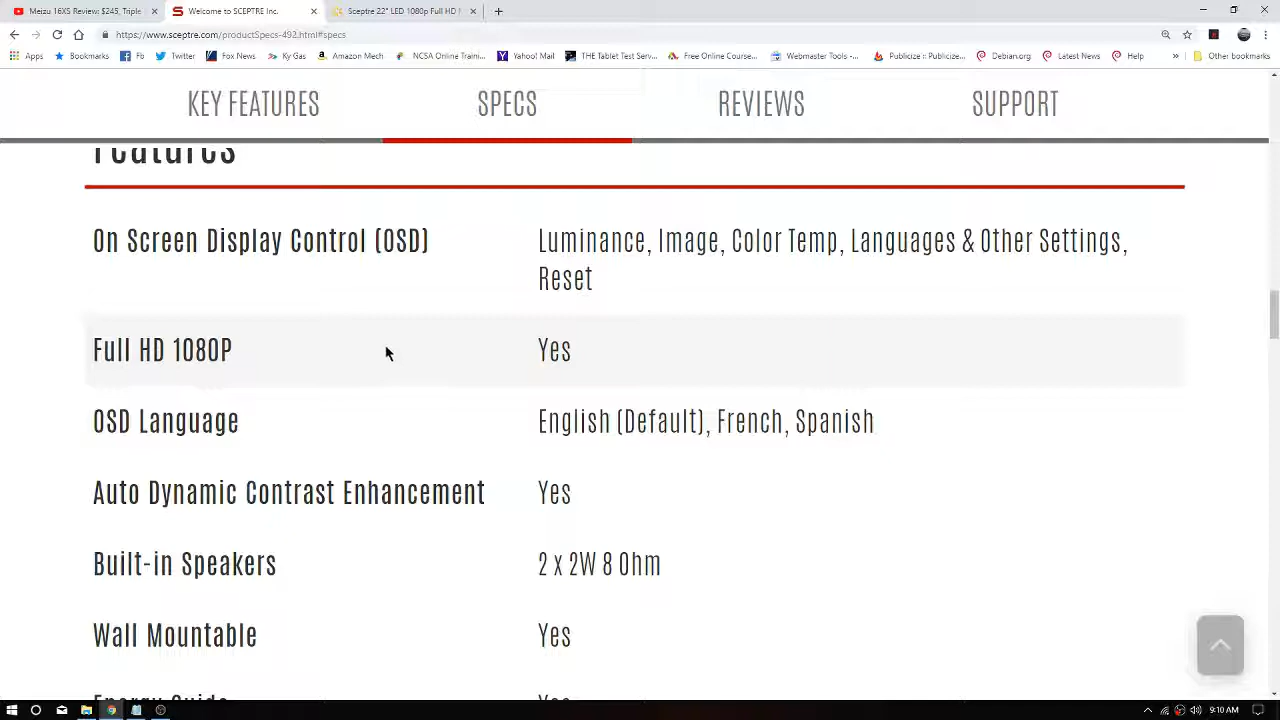 Meizu 16XS Review: $245, Triple
Welcome to SCEPTRE Inc.
Sceptre 22" LED 1080p Full HD M
https://www.sceptre.com/productSpecs-492.html#specs
Apps Bookmarks Fb Twitter Fox News Ky Gas Amazon Mech NCSA Online Traini... Yahoo! Mail THE Tablet Test Serv... Free Online Course... Webmaster Tools -... Publicize :: Publicize... Debian.org Latest News Help » Other bookmarks
KEY FEATURES SPECS REVIEWS SUPPORT
Features
On Screen Display Control (OSD) Luminance, Image, Color Temp, Languages & Other Settings,
Reset
Full HD 1080P Yes
OSD Language English (Default), French, Spanish
Auto Dynamic Contrast Enhancement Yes
Built-in Speakers 2 x 2W 8 Ohm
Wall Mountable Yes
Energy Guide Yes
9:10 AM